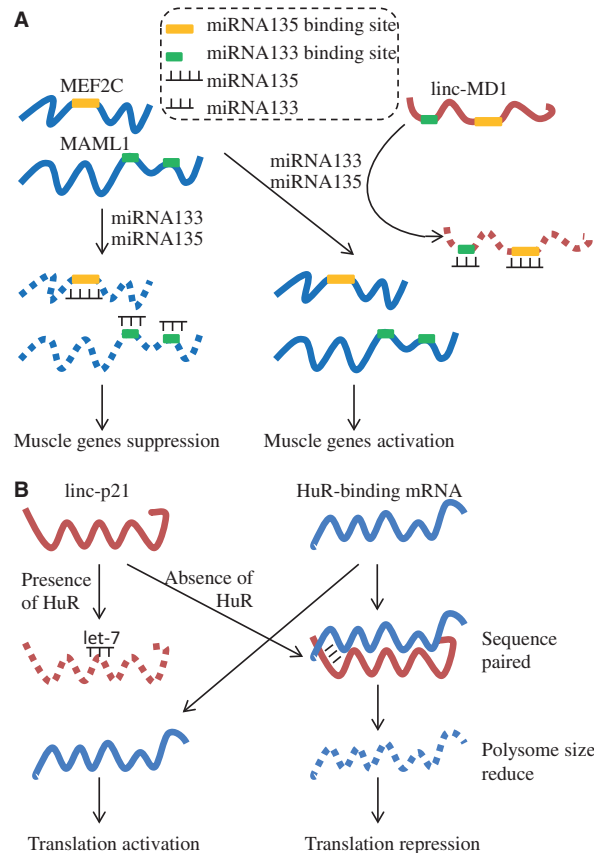 A
miRNA135 binding site
miRNA133 binding site
miRNA135
miRNA133
MEF2C
MAML1
linc-MD1
miRNA133
miRNA135
miRNA133
miRNA135
Muscle genes suppression
Muscle genes activation
B
linc-p21
HuR-binding mRNA
Presence
of HuR
Absence of
HuR
let-7
Sequence
paired
Polysome size
reduce
Translation activation
Translation repression